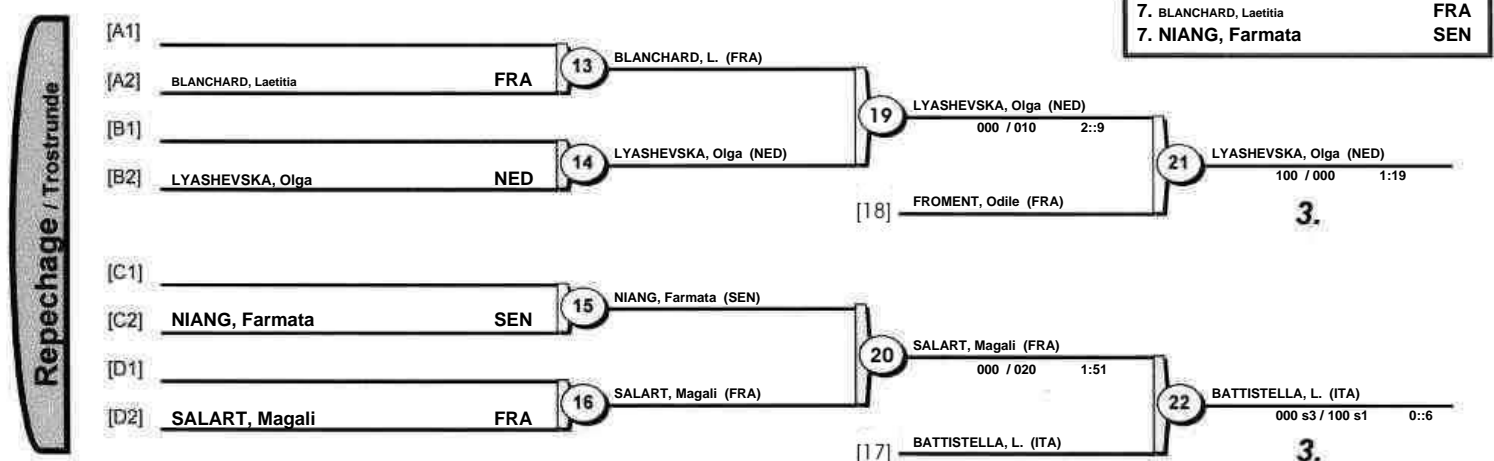 7. BLANCHARD, Laetitia FRA
7. NIANG, Farmata SEN
Repechage / Trostrunde
[A1]
[A2] BLANCHARD, Laetitia FRA
13 BLANCHARD, L. (FRA)
[B1]
[B2] LYASHEVSKA, Olga NED
14 LYASHEVSKA, Olga (NED)
19 LYASHEVSKA, Olga (NED)
000 / 010 2::9
[18] FROMENT, Odile (FRA)
21 LYASHEVSKA, Olga (NED)
100 / 000 1:19
3.
[C1]
[C2] NIANG, Farmata SEN
15 NIANG, Farmata (SEN)
[D1]
[D2] SALART, Magali FRA
16 SALART, Magali (FRA)
20 SALART, Magali (FRA)
000 / 020 1:51
[17] BATTISTELLA, L. (ITA)
22 BATTISTELLA, L. (ITA)
000 s3 / 100 s1 0::6
3.